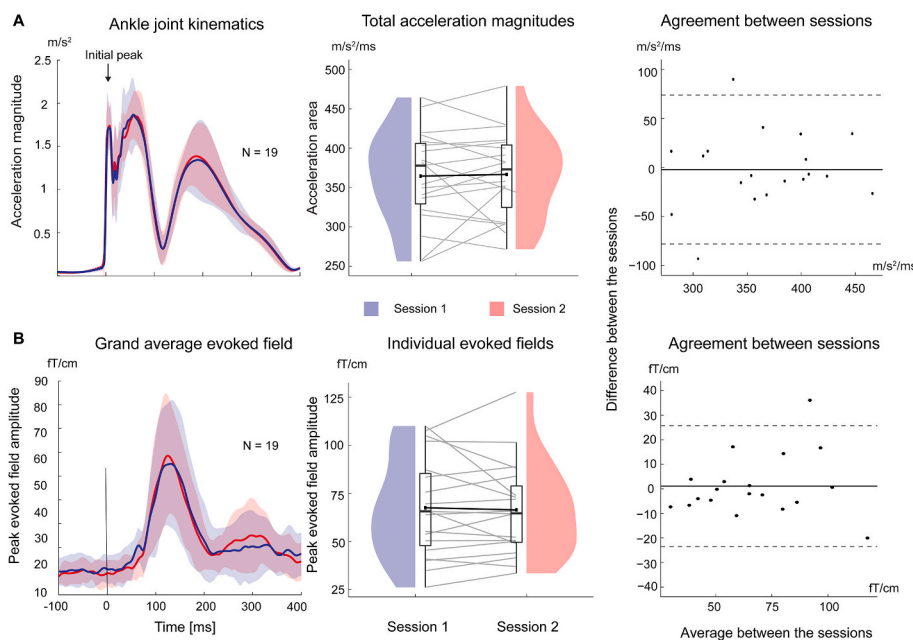 A
Ankle joint kinematics
m/s²
Initial peak
2.5
2
1.5
1
0.5
Acceleration magnitude
N = 19
-100
0
100
200
300
400
Total acceleration magnitudes
m/s²/ms
500
450
400
350
300
250
Acceleration area
Agreement between sessions
m/s²/ms
100
50
0
−50
−100
300
350
400
450
m/s²/ms
Session 1
Session 2
Difference between the sessions
B
Grand average evoked field
fT/cm
90
80
70
60
50
40
30
20
10
Peak evoked field amplitude
N = 19
-100
0
100
200
300
400
Time [ms]
Individual evoked fields
fT/cm
125
100
75
50
25
Peak evoked field amplitude
Session 1
Session 2
Agreement between sessions
fT/cm
40
30
20
10
0
−10
−20
−30
40
50
75
100
fT/cm
Average between the sessions